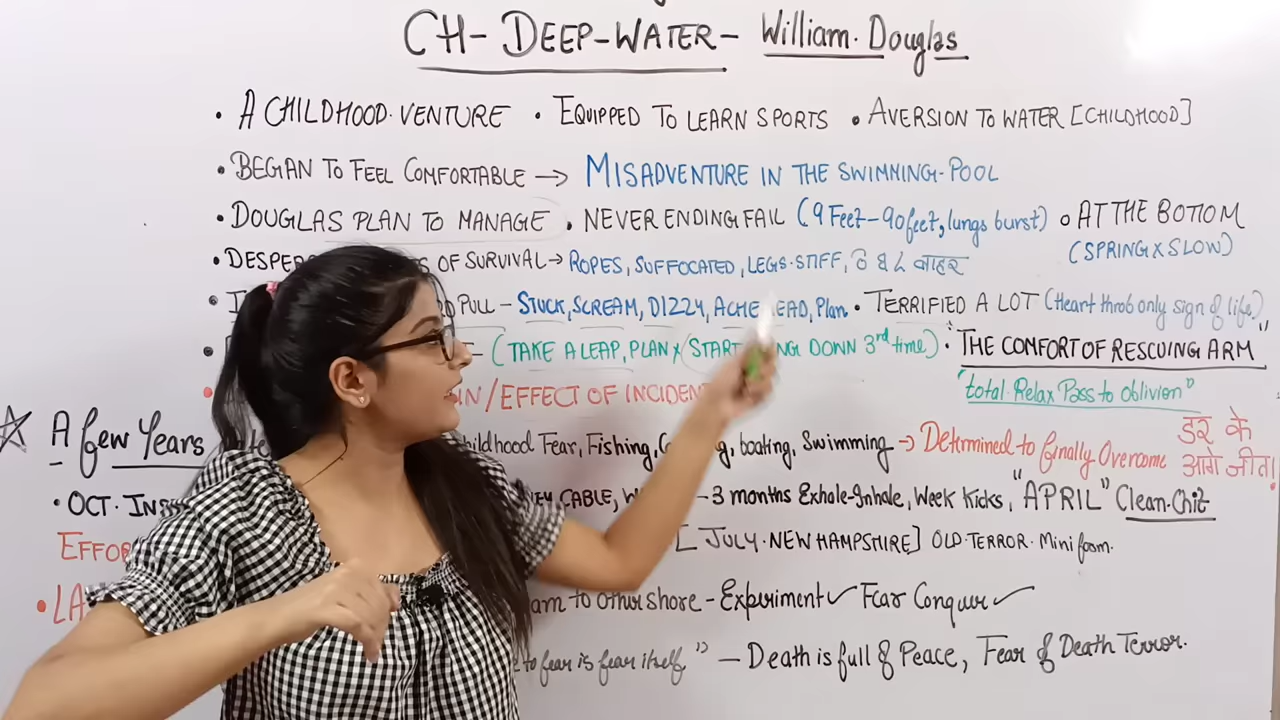 CH- DEEP-WATER- William. Douglas
• A CHILDHOOD. VENTURE • EQUIPPED TO LEARN SPORTS • AVERSION TO WATER [CHILDHOOD]
• BEGAN TO FEEL COMFORTABLE → MISADVENTURE IN THE SWIMMING-POOL
• DOUGLAS PLAN TO MANAGE • NEVER ENDING FAIL (9 Feet-90 feet, lungs burst) • AT THE BOTTOM
(SPRING X SLOW)
• DESPER OF SURVIVAL → ROPES, SUFFOCATED, LEGS-STIFF, बाहर
PULL - STUCK, SCREAM, DIZZY, ACHE EAD, Plan • TERRIFIED A LOT (Heart throb only sign of life)
(TAKE A LEAP, PLAN X (START NG DOWN 3rd time) • "THE COMFORT OF RESCUING ARM"
"total Relax Pass to Oblivion"
IN/EFFECT OF INCIDEN
A few Years hildhood Fear, Fishing, g, boating, Swimming → Determined to finally Overcome डर के
आगे जीत!
• OCT. INS EY CABLE, W - 3 months Exhale-Inhale, Week Kicks, "APRIL" Clean-Chit
EFFO [JULY. NEW HAMPSHIRE] OLD-TERROR. Mini foam.
• LA am to other shore - Experiment ✓ Fear Conquer ✓
to fear is fear itself" - Death is full of Peace, Fear of Death Terror.